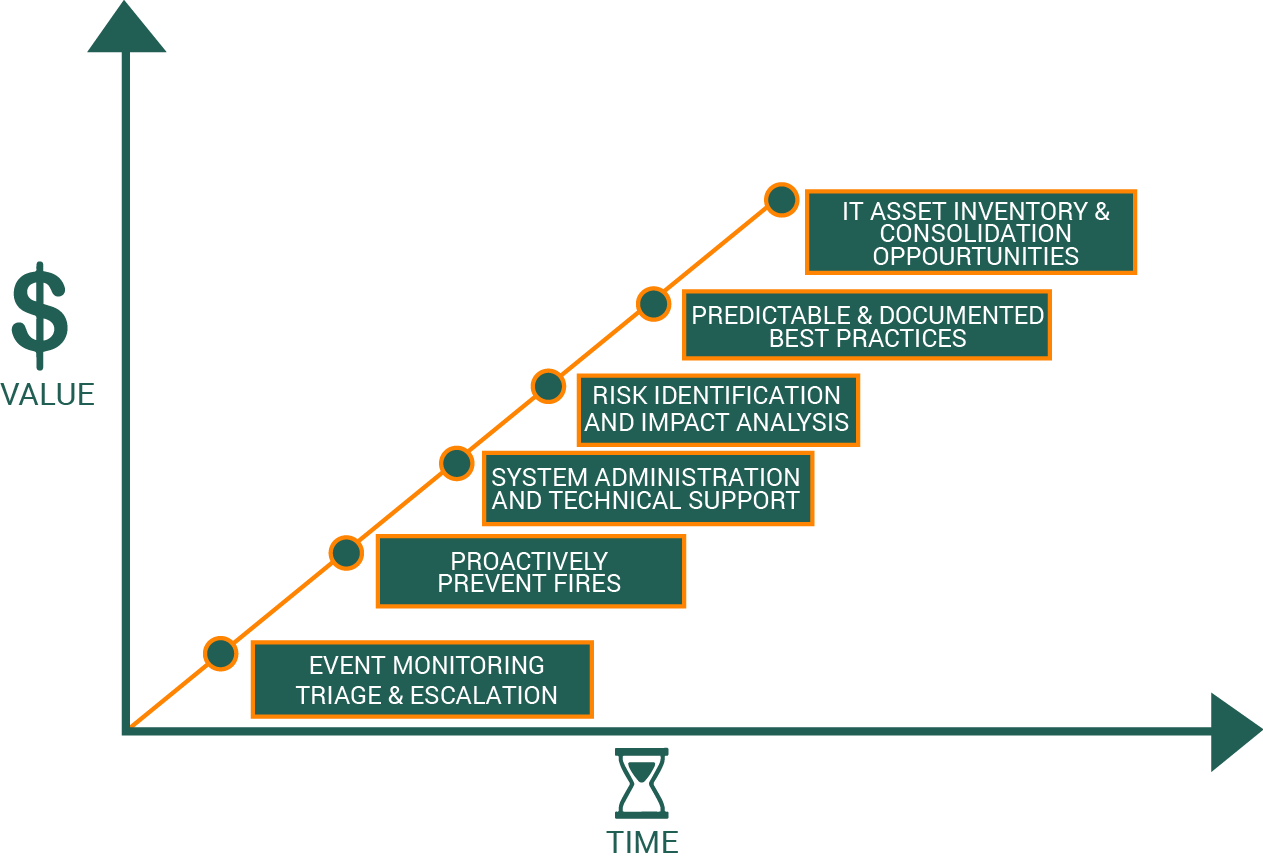 IT ASSET INVENTORY &
CONSOLIDATION
OPPOURTUNITIES
PREDICTABLE & DOCUMENTED
BEST PRACTICES
RISK IDENTIFICATION
AND IMPACT ANALYSIS
$
VALUE
SYSTEM ADMINISTRATION
AND TECHNICAL SUPPORT
PROACTIVELY
PREVENT FIRES
EVENT MONITORING
TRIAGE & ESCALATION
TIME